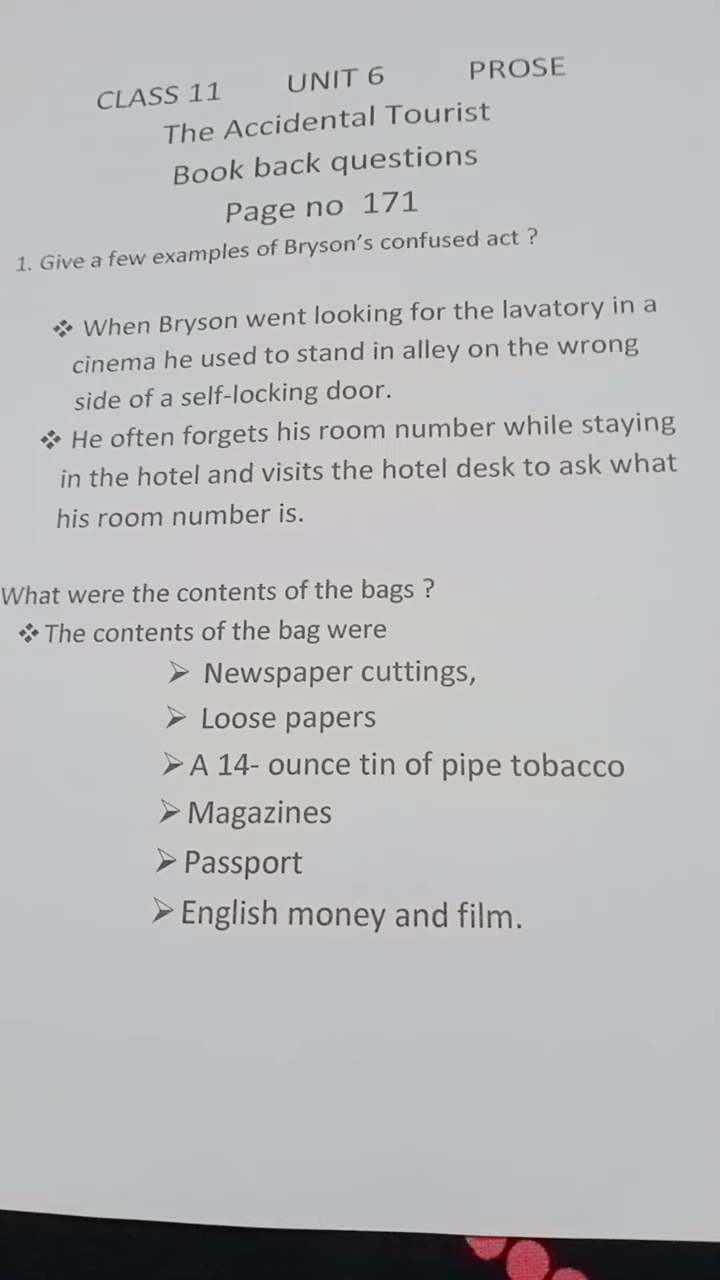 CLASS 11 UNIT 6 PROSE
The Accidental Tourist
Book back questions
Page no 171
1. Give a few examples of Bryson's confused act ?
❖ When Bryson went looking for the lavatory in a
cinema he used to stand in alley on the wrong
side of a self-locking door.
❖ He often forgets his room number while staying
in the hotel and visits the hotel desk to ask what
his room number is.
What were the contents of the bags ?
❖ The contents of the bag were
➢ Newspaper cuttings,
➢ Loose papers
➢ A 14- ounce tin of pipe tobacco
➢ Magazines
➢ Passport
➢ English money and film.